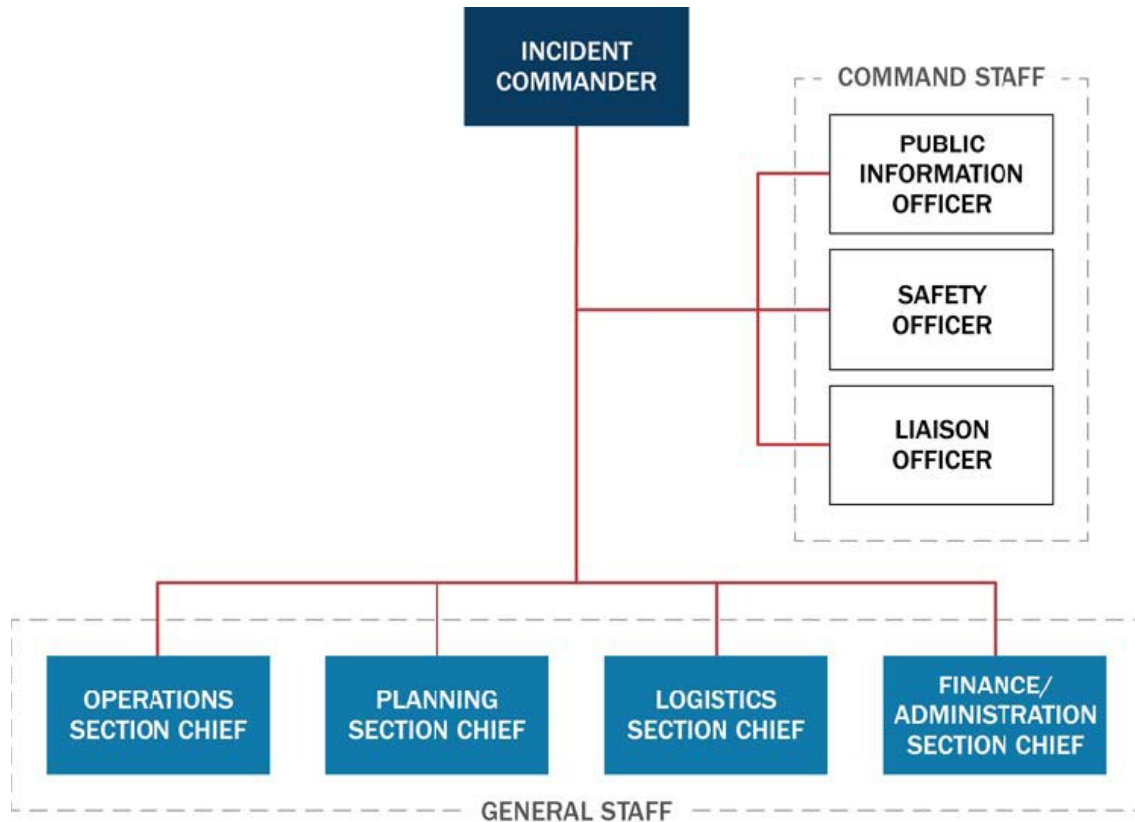 INCIDENT
COMMANDER
COMMAND STAFF
PUBLIC
INFORMATION
OFFICER
SAFETY
OFFICER
LIAISON
OFFICER
OPERATIONS
SECTION CHIEF
PLANNING
SECTION CHIEF
LOGISTICS
SECTION CHIEF
FINANCE/
ADMINISTRATION
SECTION CHIEF
GENERAL STAFF